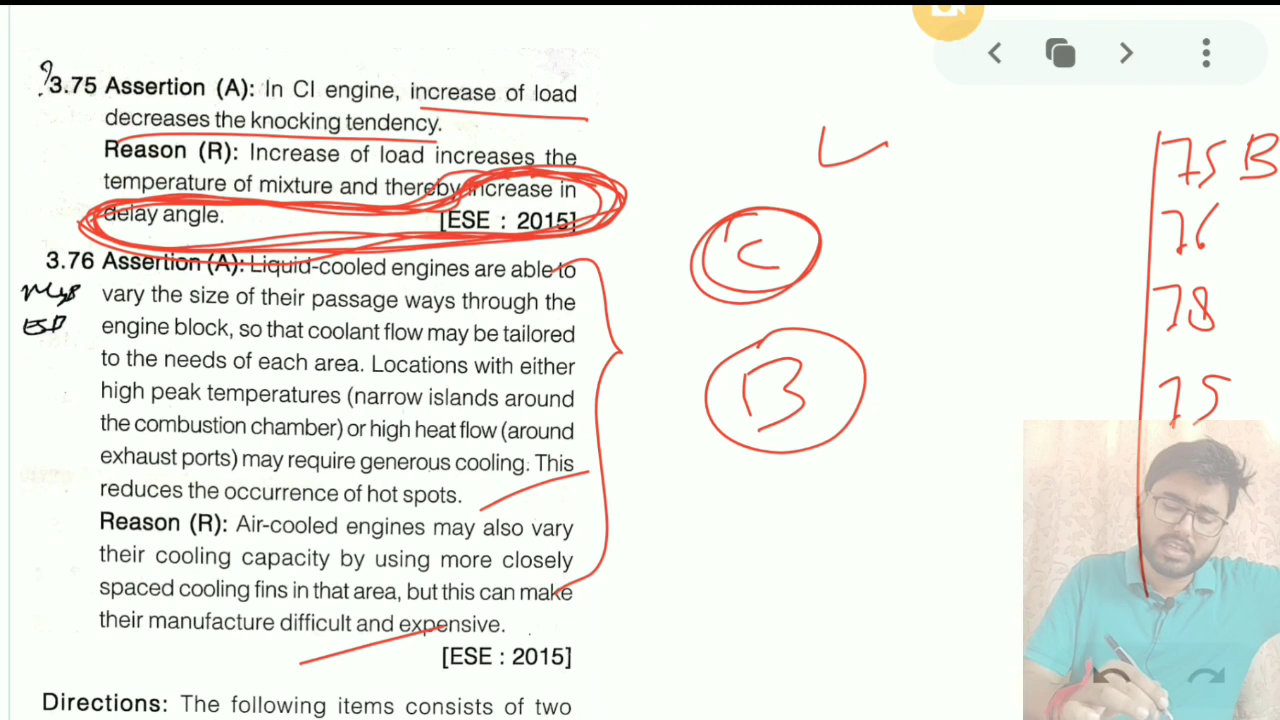 3.75 Assertion (A): In CI engine, increase of load
decreases the knocking tendency.
Reason (R): Increase of load increases the
temperature of mixture and thereby increase in
delay angle. [ESE : 2015]
3.76 Assertion (A): Liquid-cooled engines are able to
vary the size of their passage ways through the
engine block, so that coolant flow may be tailored
to the needs of each area. Locations with either
high peak temperatures (narrow islands around
the combustion chamber) or high heat flow (around
exhaust ports) may require generous cooling. This
reduces the occurrence of hot spots.
Reason (R): Air-cooled engines may also vary
their cooling capacity by using more closely
spaced cooling fins in that area, but this can make
their manufacture difficult and expensive.
[ESE : 2015]
Directions: The following items consists of two
C
B
75 B
76
78
75